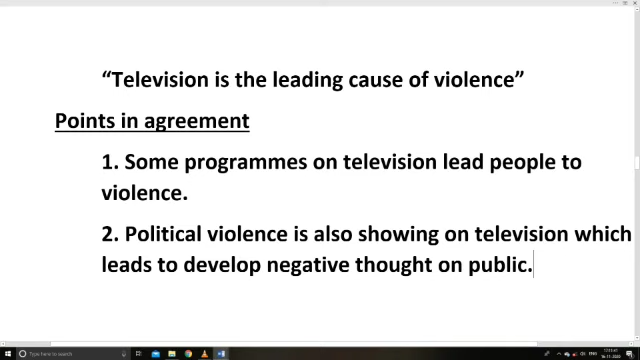 “Television is the leading cause of violence”
Points in agreement
1. Some programmes on television lead people to
violence.
2. Political violence is also showing on television which
leads to develop negative thought on public.
Type here to search
ENG